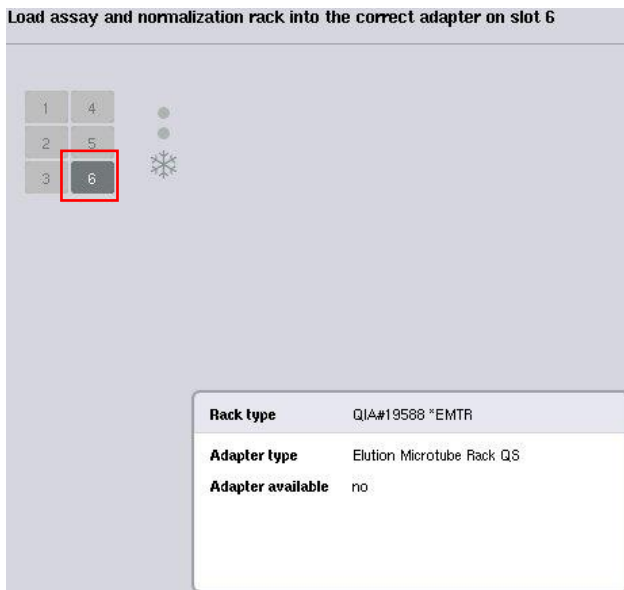 Load assay and normalization rack into the correct adapter on slot 6
1 4
2 5
3 6
Rack type QIA#19588 *EMTR
Adapter type Elution Microtube Rack QS
Adapter available no